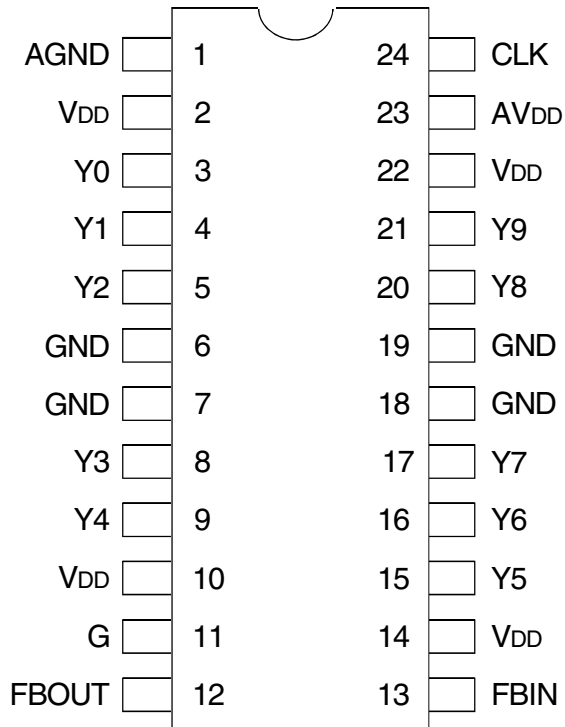 AGND 1 24 CLK
VDD 2 23 AVDD
Y0 3 22 VDD
Y1 4 21 Y9
Y2 5 20 Y8
GND 6 19 GND
GND 7 18 GND
Y3 8 17 Y7
Y4 9 16 Y6
VDD 10 15 Y5
G 11 14 VDD
FBOUT 12 13 FBIN